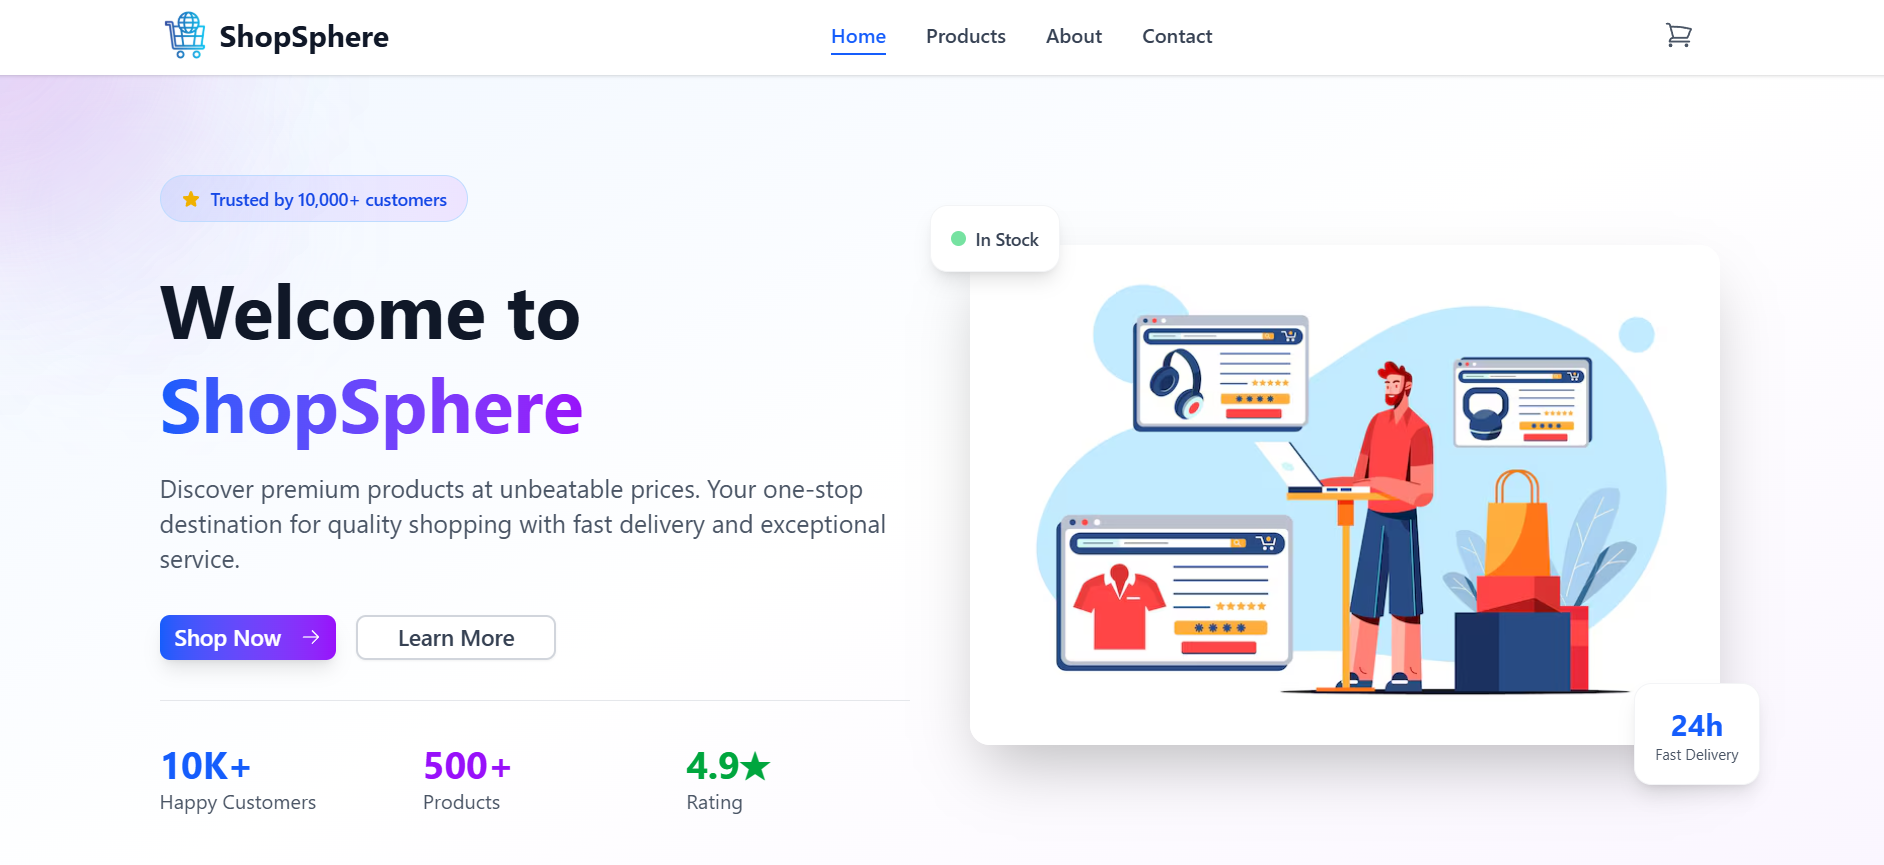 ShopSphere
Home
Products
About
Contact
Trusted by 10,000+ customers
Welcome to
ShopSphere
Discover premium products at unbeatable prices. Your one-stop
destination for quality shopping with fast delivery and exceptional
service.
Shop Now →
Learn More
10K+
Happy Customers
500+
Products
4.9★
Rating
In Stock
24h
Fast Delivery